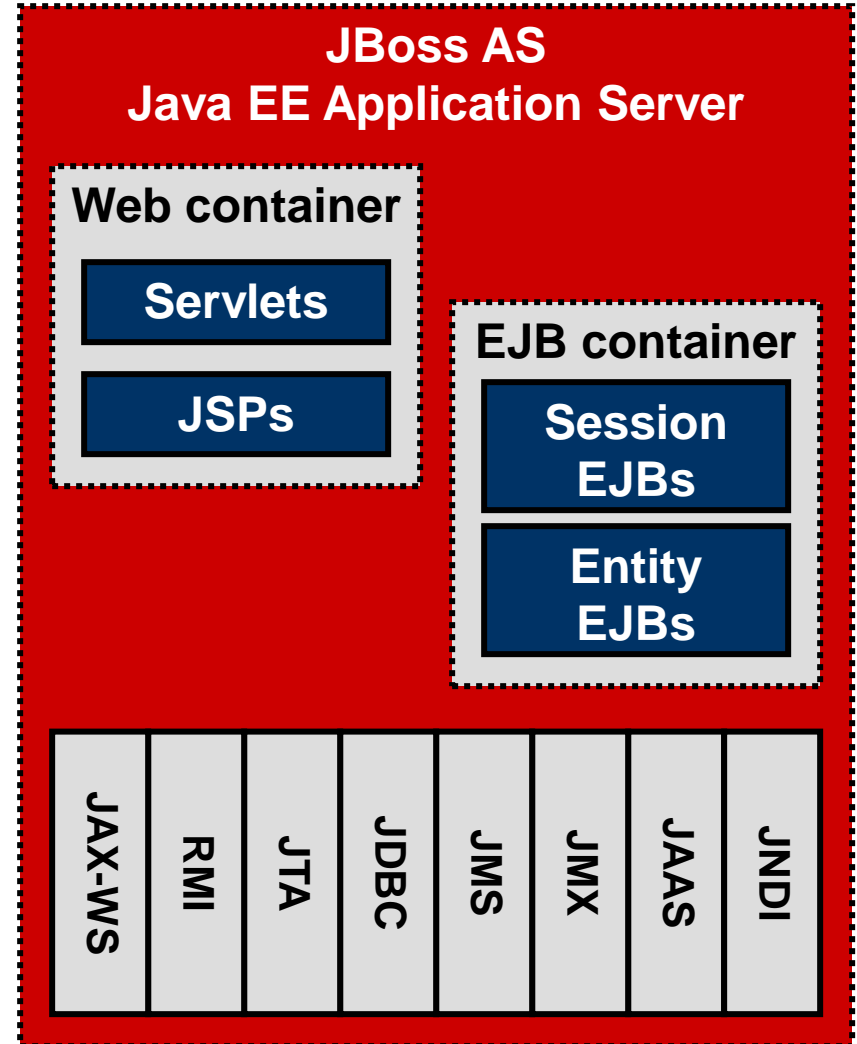 JBoss AS
Java EE Application Server
Web container
Servlets
JSPs
EJB container
Session
EJBs
Entity
EJBs
JAX-WS
RMI
JTA
JDBC
JMS
JMX
JAAS
JNDI